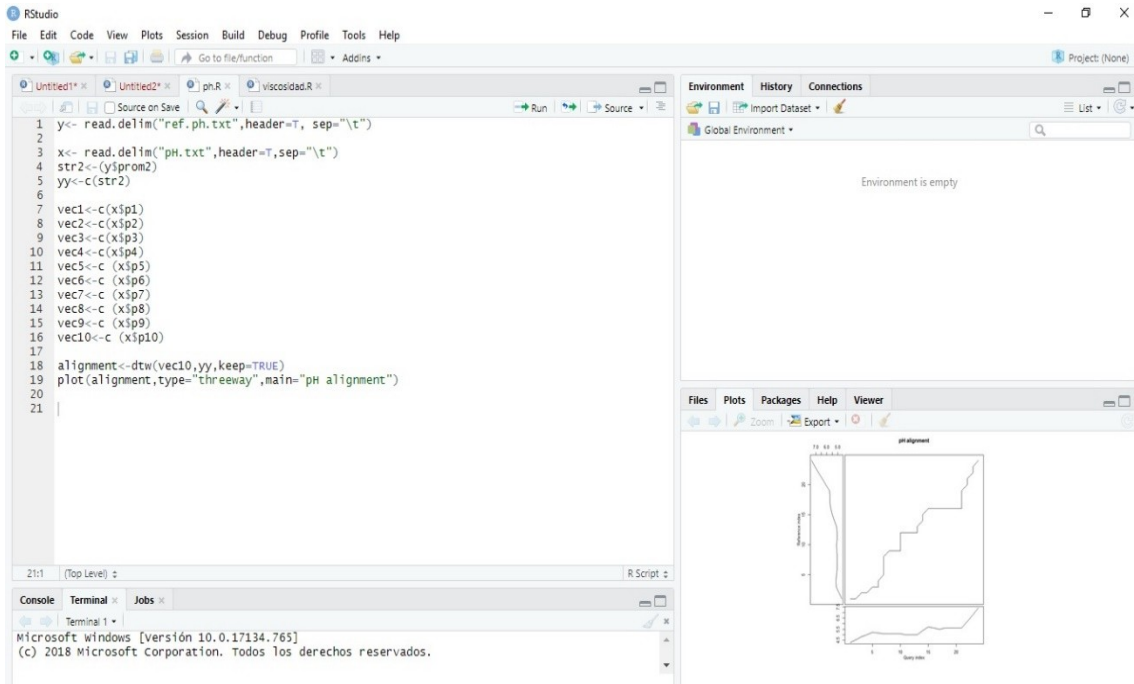 RStudio
File Edit Code View Plots Session Build Debug Profile Tools Help
Go to file/function Addins
Project: (None)
Untitled1* Untitled2* ph.R viscosidad.R
Source on Save Run Source
1 y<- read.delim("ref.ph.txt",header=T, sep="\t")
2
3 x<- read.delim("pH.txt",header=T,sep="\t")
4 str2<-(y$prom2)
5 yy<-c(str2)
6
7 vec1<-c(x$p1)
8 vec2<-c(x$p2)
9 vec3<-c(x$p3)
10 vec4<-c(x$p4)
11 vec5<-c (x$p5)
12 vec6<-c (x$p6)
13 vec7<-c (x$p7)
14 vec8<-c (x$p8)
15 vec9<-c (x$p9)
16 vec10<-c (x$p10)
17
18 alignment<-dtw(vec10,yy,keep=TRUE)
19 plot(alignment,type="threeway",main="pH alignment")
20
21
21:1 (Top Level) R Script
Console Terminal Jobs
Terminal 1
Microsoft Windows [Versión 10.0.17134.765]
(c) 2018 Microsoft Corporation. Todos los derechos reservados.
Environment History Connections
Import Dataset List
Global Environment
Environment is empty
Files Plots Packages Help Viewer
Zoom Export
pH alignment
Reference index
Query index